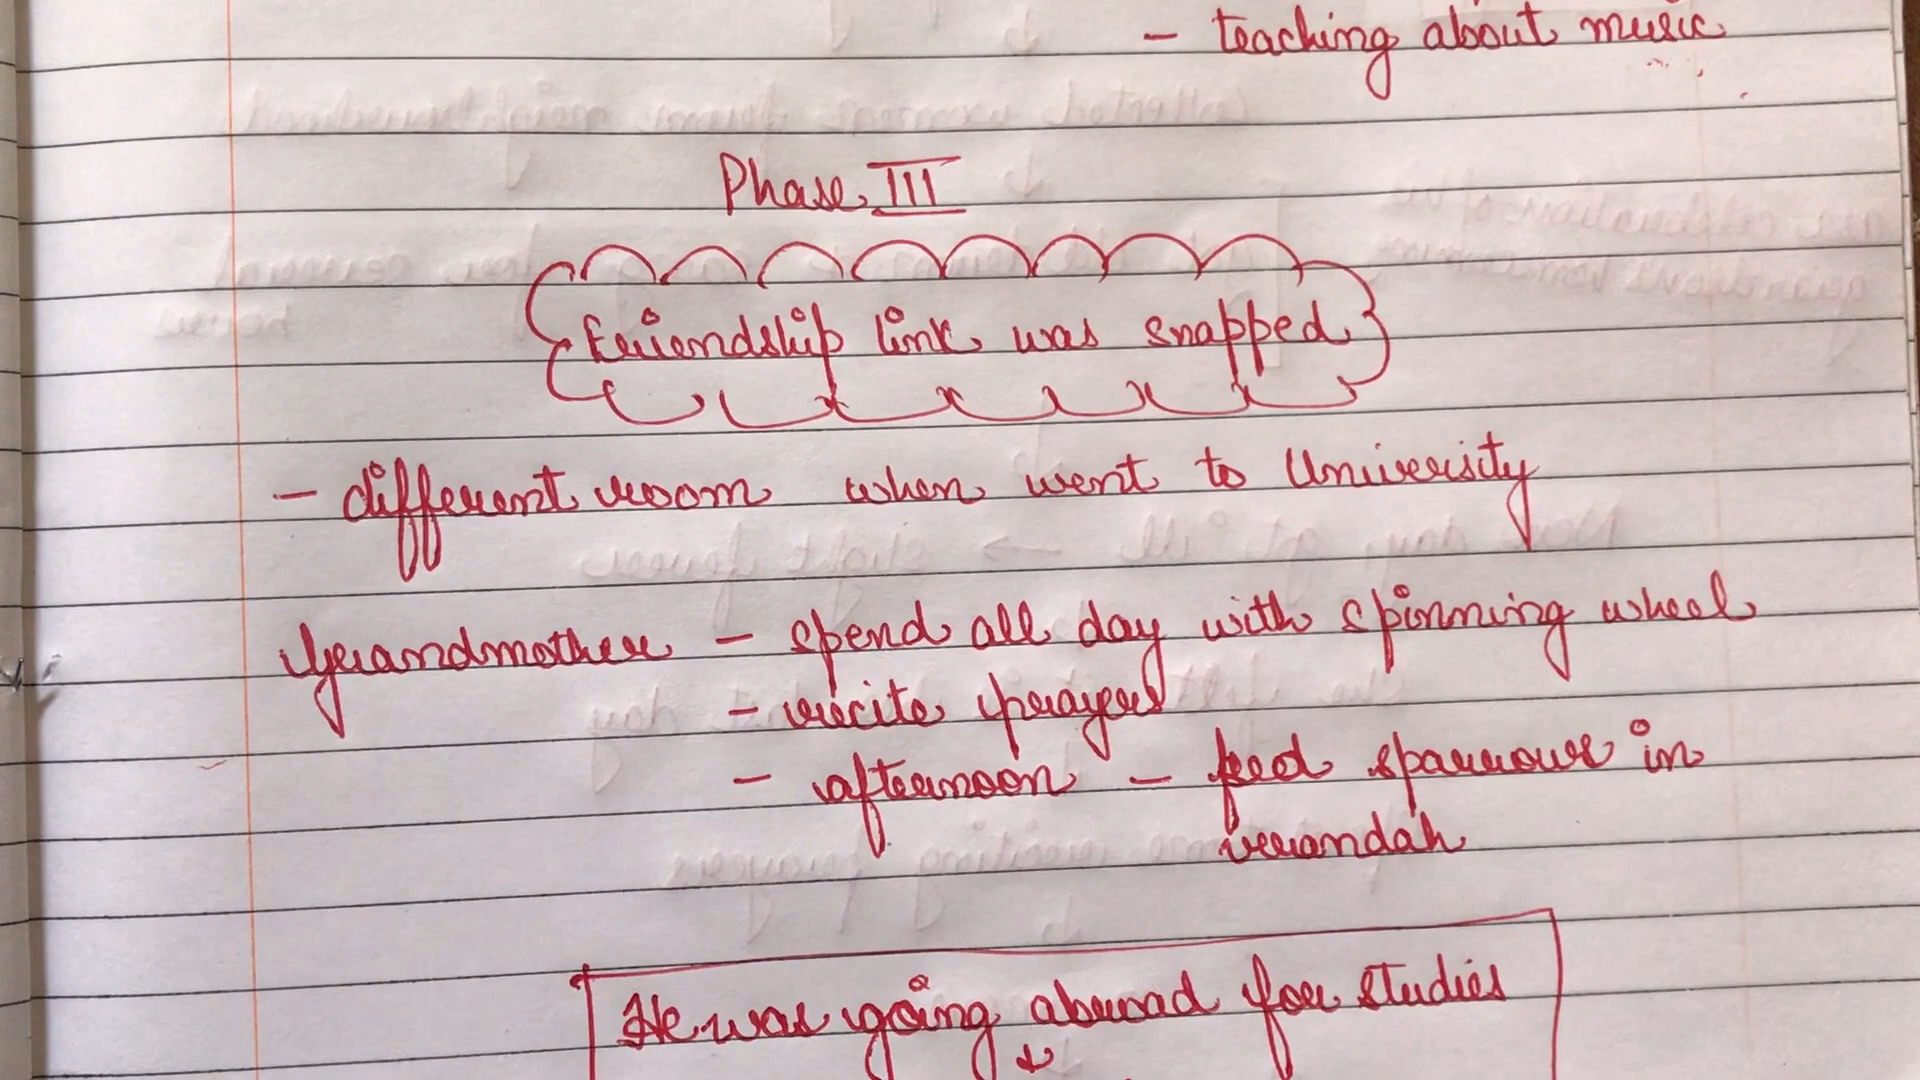 - teaching about music
Phase III
Friendship link was snapped
- different room when went to University
Grandmother - spend all day with spinning wheel
- recite prayers
- afternoon - feed sparrows in
verandah
He was going abroad for studies
↓